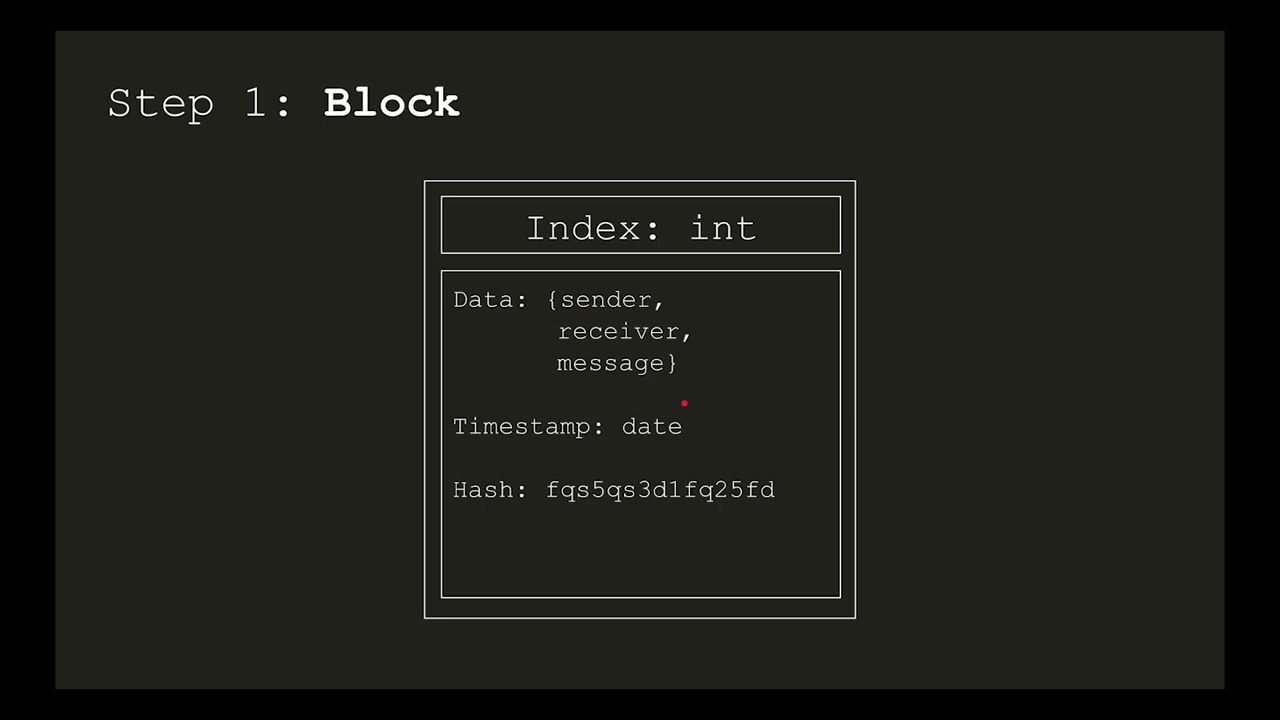 Step 1: Block
Index: int
Data: {sender,
receiver,
message}
Timestamp: date
Hash: fqs5qs3d1fq25fd